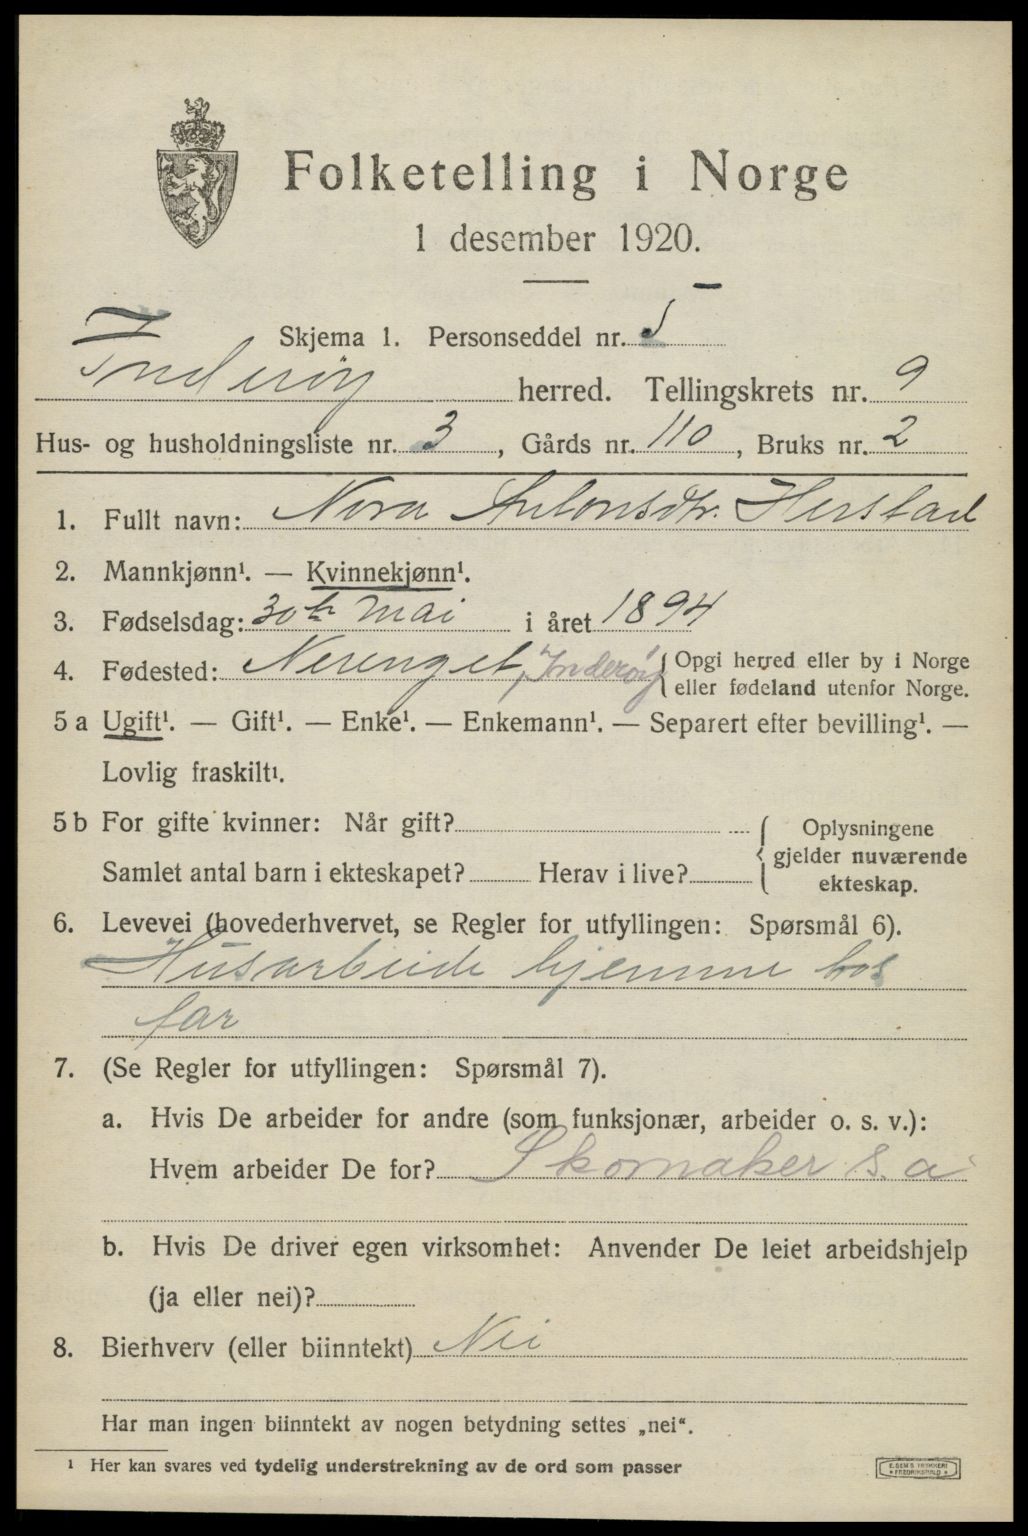 Folketelling i Norge
1 desember 1920.
Skjema 1. Personseddel nr. 5
Inderøy herred. Tellingskrets nr. 9
Hus- og husholdningsliste nr. 3, Gårds nr. 110, Bruks nr. 2
1. Fullt navn: Nora Antonsdtr. Herstad
2. Mannkjønn¹. — Kvinnekjønn¹.
3. Fødselsdag: 30te mai i året 1894
4. Fødested: Nerenget, Inderøy { Opgi herred eller by i Norge
eller fødeland utenfor Norge.
5 a Ugift¹. — Gift¹. — Enke¹. — Enkemann¹. — Separert efter bevilling¹. —
Lovlig fraskilt¹.
5 b For gifte kvinner: Når gift? { Oplysningene
gjelder nuværende
Samlet antal barn i ekteskapet? Herav i live? ekteskap.
6. Levevei (hovederhvervet, se Regler for utfyllingen: Spørsmål 6).
Husarbeide hjemme hos
far
7. (Se Regler for utfyllingen: Spørsmål 7).
a. Hvis De arbeider for andre (som funksjonær, arbeider o. s. v.):
Hvem arbeider De for? Skomaker s. a
b. Hvis De driver egen virksomhet: Anvender De leiet arbeidshjelp
(ja eller nei)?
8. Bierhverv (eller biinntekt) Nei
Har man ingen biinntekt av nogen betydning settes „nei“.
¹ Her kan svares ved tydelig understrekning av de ord som passer
E. SEM'S TRYKKERI
FREDRIKSHALD